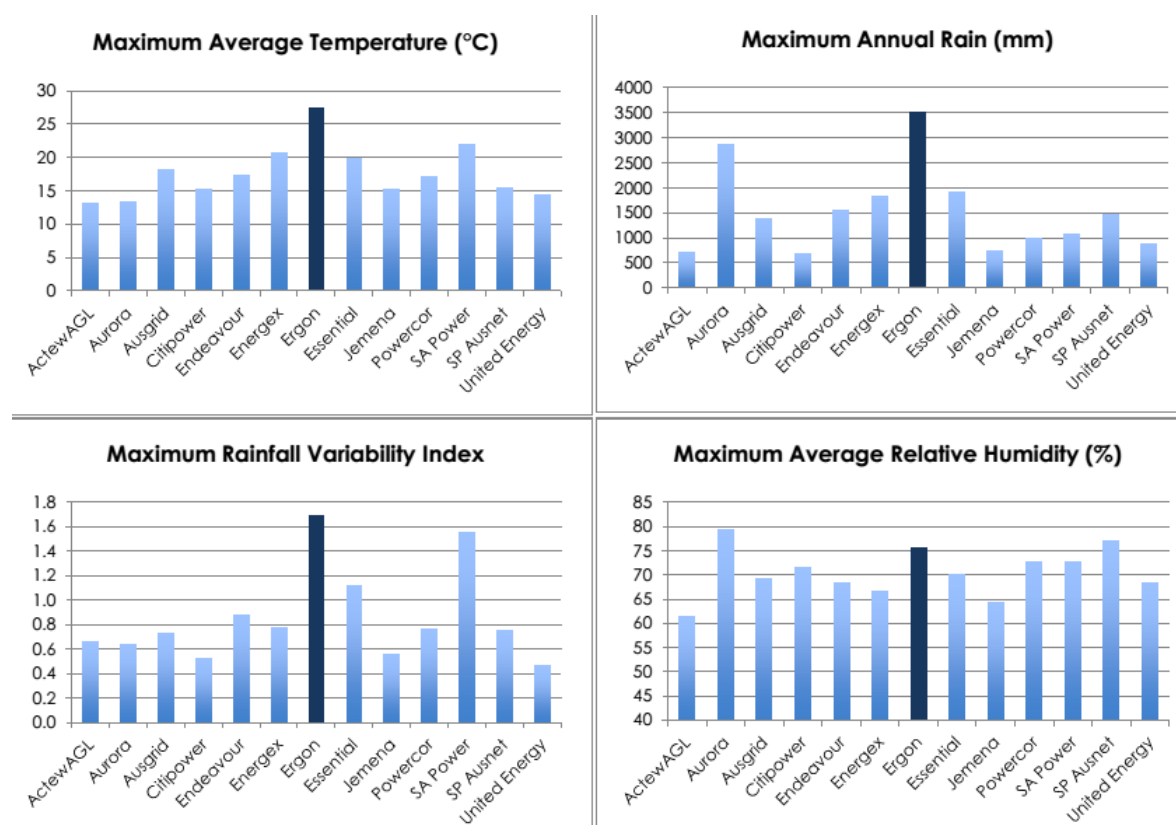 Maximum Average Temperature (°C)
30
25
20
15
10
5
0
ActewAGL
Aurora
Ausgrid
Citipower
Endeavour
Energex
Ergon
Essential
Jemena
Powercor
SA Power
SP Ausnet
United Energy
Maximum Annual Rain (mm)
4000
3500
3000
2500
2000
1500
1000
500
0
ActewAGL
Aurora
Ausgrid
Citipower
Endeavour
Energex
Ergon
Essential
Jemena
Powercor
SA Power
SP Ausnet
United Energy
Maximum Rainfall Variability Index
1.8
1.6
1.4
1.2
1.0
0.8
0.6
0.4
0.2
0.0
ActewAGL
Aurora
Ausgrid
Citipower
Endeavour
Energex
Ergon
Essential
Jemena
Powercor
SA Power
SP Ausnet
United Energy
Maximum Average Relative Humidity (%)
85
80
75
70
65
60
55
50
45
40
ActewAGL
Aurora
Ausgrid
Citipower
Endeavour
Energex
Ergon
Essential
Jemena
Powercor
SA Power
SP Ausnet
United Energy